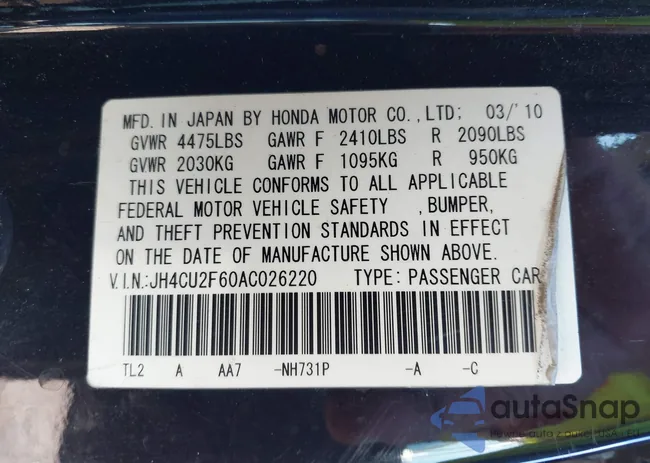 MFD. IN JAPAN BY HONDA MOTOR CO.,LTD; 03/'10
GVWR 4475LBS GAWR F 2410LBS R 2090LBS
GVWR 2030KG GAWR F 1095KG R 950KG
THIS VEHICLE CONFORMS TO ALL APPLICABLE
FEDERAL MOTOR VEHICLE SAFETY ,BUMPER,
AND THEFT PREVENTION STANDARDS IN EFFECT
ON THE DATE OF MANUFACTURE SHOWN ABOVE.
V.I.N.:JH4CU2F60AC026220 TYPE: PASSENGER CAR
TL2 A AA7 -NH731P -A -C
autaSnap